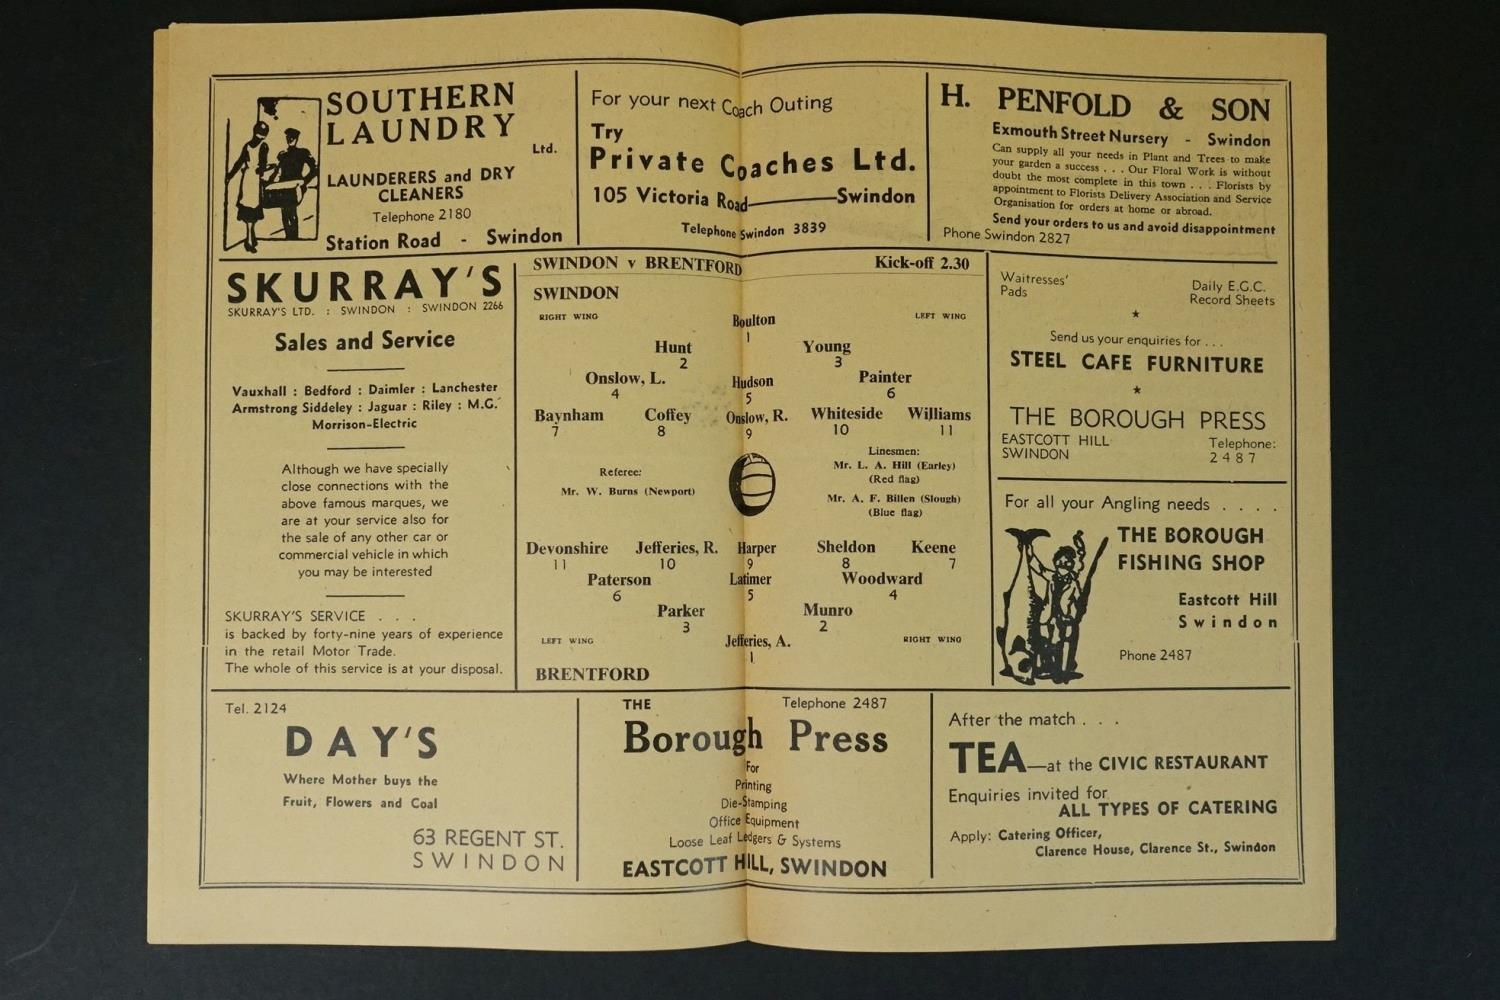 SOUTHERN
LAUNDRY
Ltd.
LAUNDERERS and DRY
CLEANERS
Telephone 2180
Station Road - Swindon
For your next Coach Outing
Try
Private Coaches Ltd.
105 Victoria Road Swindon
Telephone Swindon 3839
H. PENFOLD & SON
Exmouth Street Nursery - Swindon
Can supply all your needs in Plant and Trees to make
your garden a success . . . Our Floral Work is without
doubt the most complete in this town . . . Florists by
appointment to Florists Delivery Association and Service
Organisation for orders at home or abroad.
Send your orders to us and avoid disappointment
Phone Swindon 2827
SKURRAY'S
SKURRAY'S LTD. : SWINDON : SWINDON 2266
Sales and Service
Vauxhall : Bedford : Daimler : Lanchester
Armstrong Siddeley : Jaguar : Riley : M.G.
Morrison-Electric
Although we have specially
close connections with the
above famous marques, we
are at your service also for
the sale of any other car or
commercial vehicle in which
you may be interested
SKURRAY'S SERVICE . . .
is backed by forty-nine years of experience
in the retail Motor Trade.
The whole of this service is at your disposal.
SWINDON v BRENTFORD Kick-off 2.30
SWINDON
RIGHT WING LEFT WING
Boulton
1
Hunt Young
2 3
Onslow, L. Hudson Painter
4 5 6
Baynham Coffey Onslow, R. Whiteside Williams
7 8 9 10 11
Referee:
Mr. W. Burns (Newport)
Linesmen:
Mr. L. A. Hill (Earley)
(Red flag)
Mr. A. F. Billen (Slough)
(Blue flag)
Devonshire Jefferies, R. Harper Sheldon Keene
11 10 9 8 7
Paterson Latimer Woodward
6 5 4
Parker Munro
3 2
LEFT WING Jefferies, A. RIGHT WING
1
BRENTFORD
Waitresses'
Pads
Daily E.G.C.
Record Sheets
Send us your enquiries for . . .
STEEL CAFE FURNITURE
THE BOROUGH PRESS
EASTCOTT HILL
SWINDON
Telephone:
2487
For all your Angling needs . . . .
THE BOROUGH
FISHING SHOP
Eastcott Hill
Swindon
Phone 2487
Tel. 2124
DAY'S
Where Mother buys the
Fruit, Flowers and Coal
63 REGENT ST.
SWINDON
THE Telephone 2487
Borough Press
For
Printing
Die-Stamping
Office Equipment
Loose Leaf Ledgers & Systems
EASTCOTT HILL, SWINDON
After the match . . .
TEA—at the CIVIC RESTAURANT
Enquiries invited for
ALL TYPES OF CATERING
Apply: Catering Officer,
Clarence House, Clarence St., Swindon